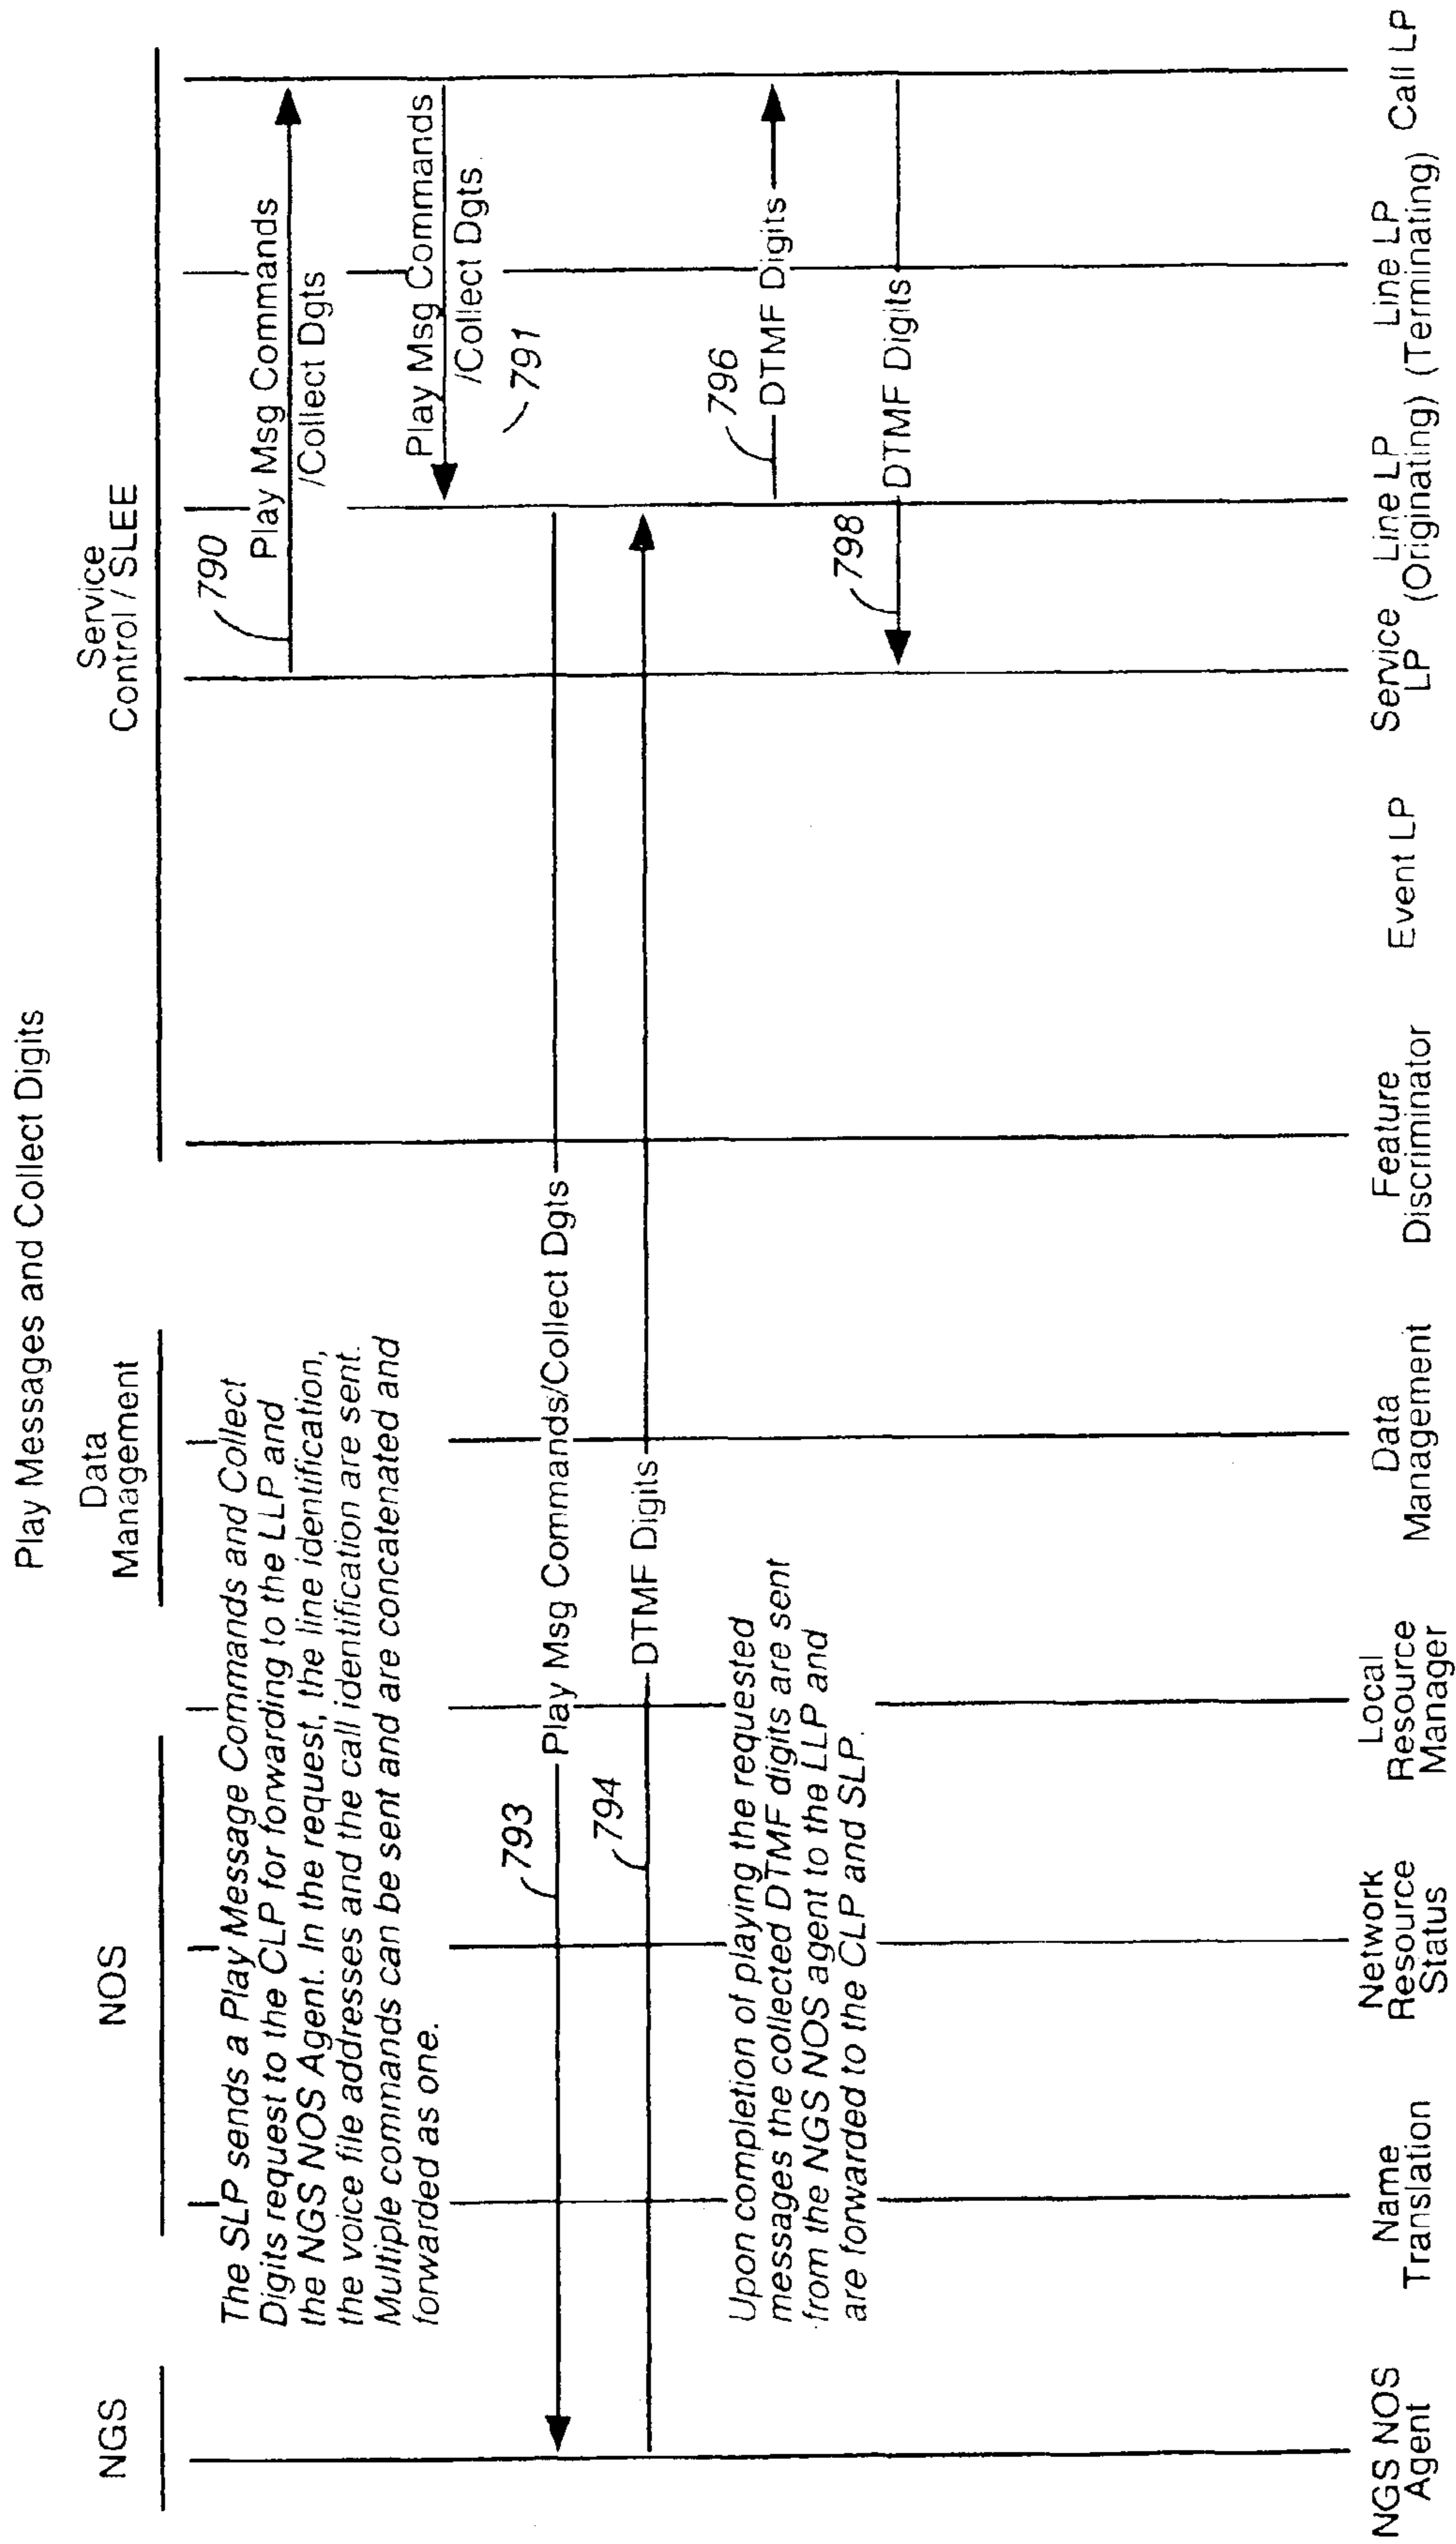 Play Messages and Collect Digits
NGS
NOS
Data
Management
Service
Control / SLEE
The SLP sends a Play Message Commands and Collect
Digits request to the CLP for forwarding to the LLP and
the NGS NOS Agent. In the request, the line identification,
the voice file addresses and the call identification are sent.
Multiple commands can be sent and are concatenated and
forwarded as one.
790
Play Msg Commands
/Collect Dgts
Play Msg Commands
/Collect Dgts
791
793
Play Msg Commands/Collect Dgts
794
DTMF Digits
Upon completion of playing the requested
messages the collected DTMF digits are sent
from the NGS NOS agent to the LLP and
are forwarded to the CLP and SLP.
796
DTMF Digits
798
DTMF Digits
NGS NOS
Agent
Name
Translation
Network
Resource
Status
Local
Resource
Manager
Data
Management
Feature
Discriminator
Event LP
Service
LP
Line LP
(Originating)
Line LP
(Terminating)
Call LP